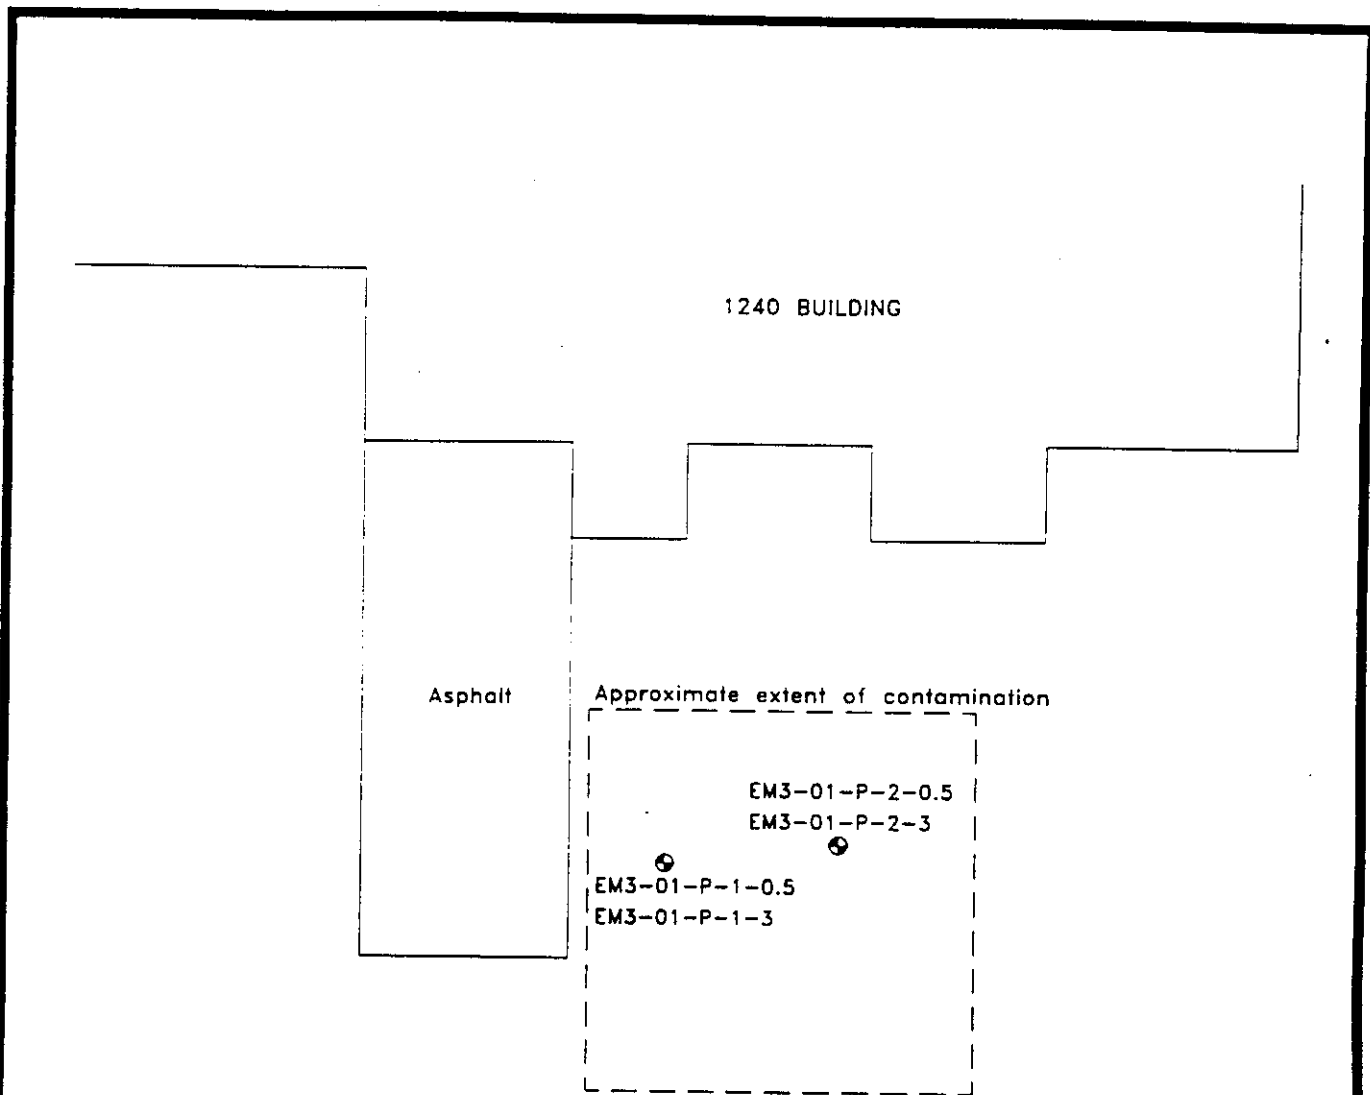 1240 BUILDING
Asphalt
Approximate extent of contamination
EM3-01-P-2-0.5
EM3-01-P-2-3
EM3-01-P-1-0.5
EM3-01-P-1-3